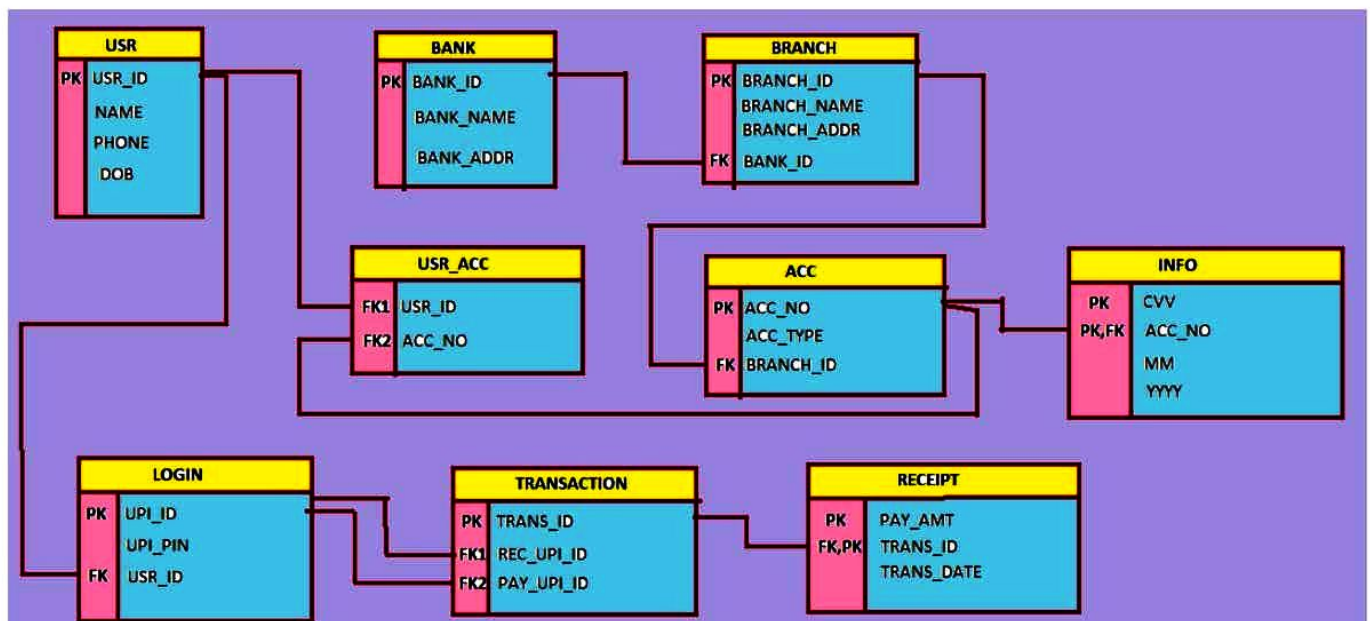 USR
PK USR_ID
NAME
PHONE
DOB
BANK
PK BANK_ID
BANK_NAME
BANK_ADDR
BRANCH
PK BRANCH_ID
BRANCH_NAME
BRANCH_ADDR
FK BANK_ID
USR_ACC
FK1 USR_ID
FK2 ACC_NO
ACC
PK ACC_NO
ACC_TYPE
FK BRANCH_ID
INFO
PK CVV
PK,FK ACC_NO
MM
YYYY
LOGIN
PK UPI_ID
UPI_PIN
FK USR_ID
TRANSACTION
PK TRANS_ID
FK1 REC_UPI_ID
FK2 PAY_UPI_ID
RECEIPT
PK PAY_AMT
FK,PK TRANS_ID
TRANS_DATE